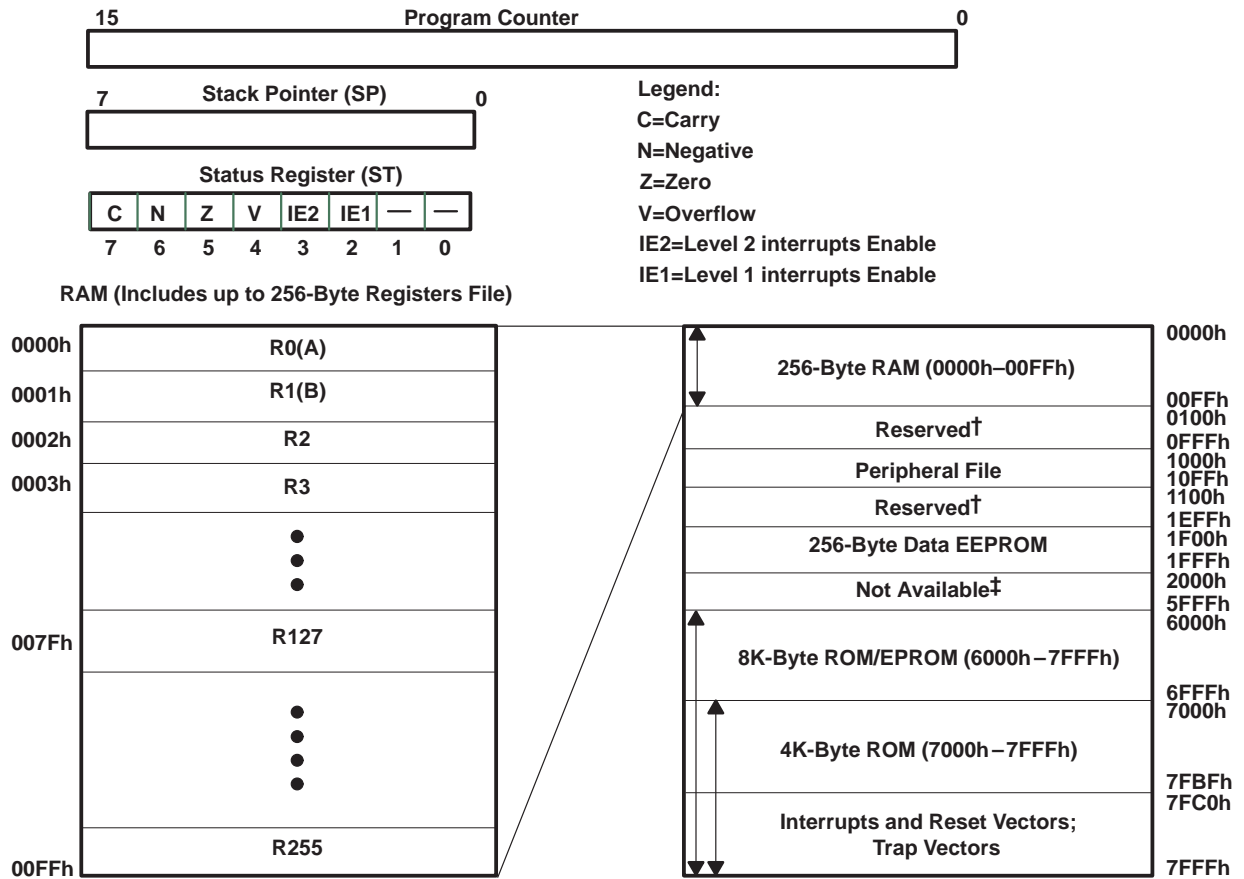 15 Program Counter 0
7 Stack Pointer (SP) 0
Status Register (ST)
C N Z V IE2 IE1 — —
7 6 5 4 3 2 1 0
Legend:
C=Carry
N=Negative
Z=Zero
V=Overflow
IE2=Level 2 interrupts Enable
IE1=Level 1 interrupts Enable
RAM (Includes up to 256-Byte Registers File)
0000h R0(A)
0001h R1(B)
0002h R2
0003h R3
007Fh R127
R255
00FFh
0000h
256-Byte RAM (0000h–00FFh)
00FFh
0100h
Reserved†
0FFFh
1000h
Peripheral File
10FFh
1100h
Reserved†
1EFFh
1F00h
256-Byte Data EEPROM
1FFFh
2000h
Not Available‡
5FFFh
6000h
8K-Byte ROM/EPROM (6000h–7FFFh)
6FFFh
7000h
4K-Byte ROM (7000h–7FFFh)
7FBFh
7FC0h
Interrupts and Reset Vectors;
Trap Vectors
7FFFh